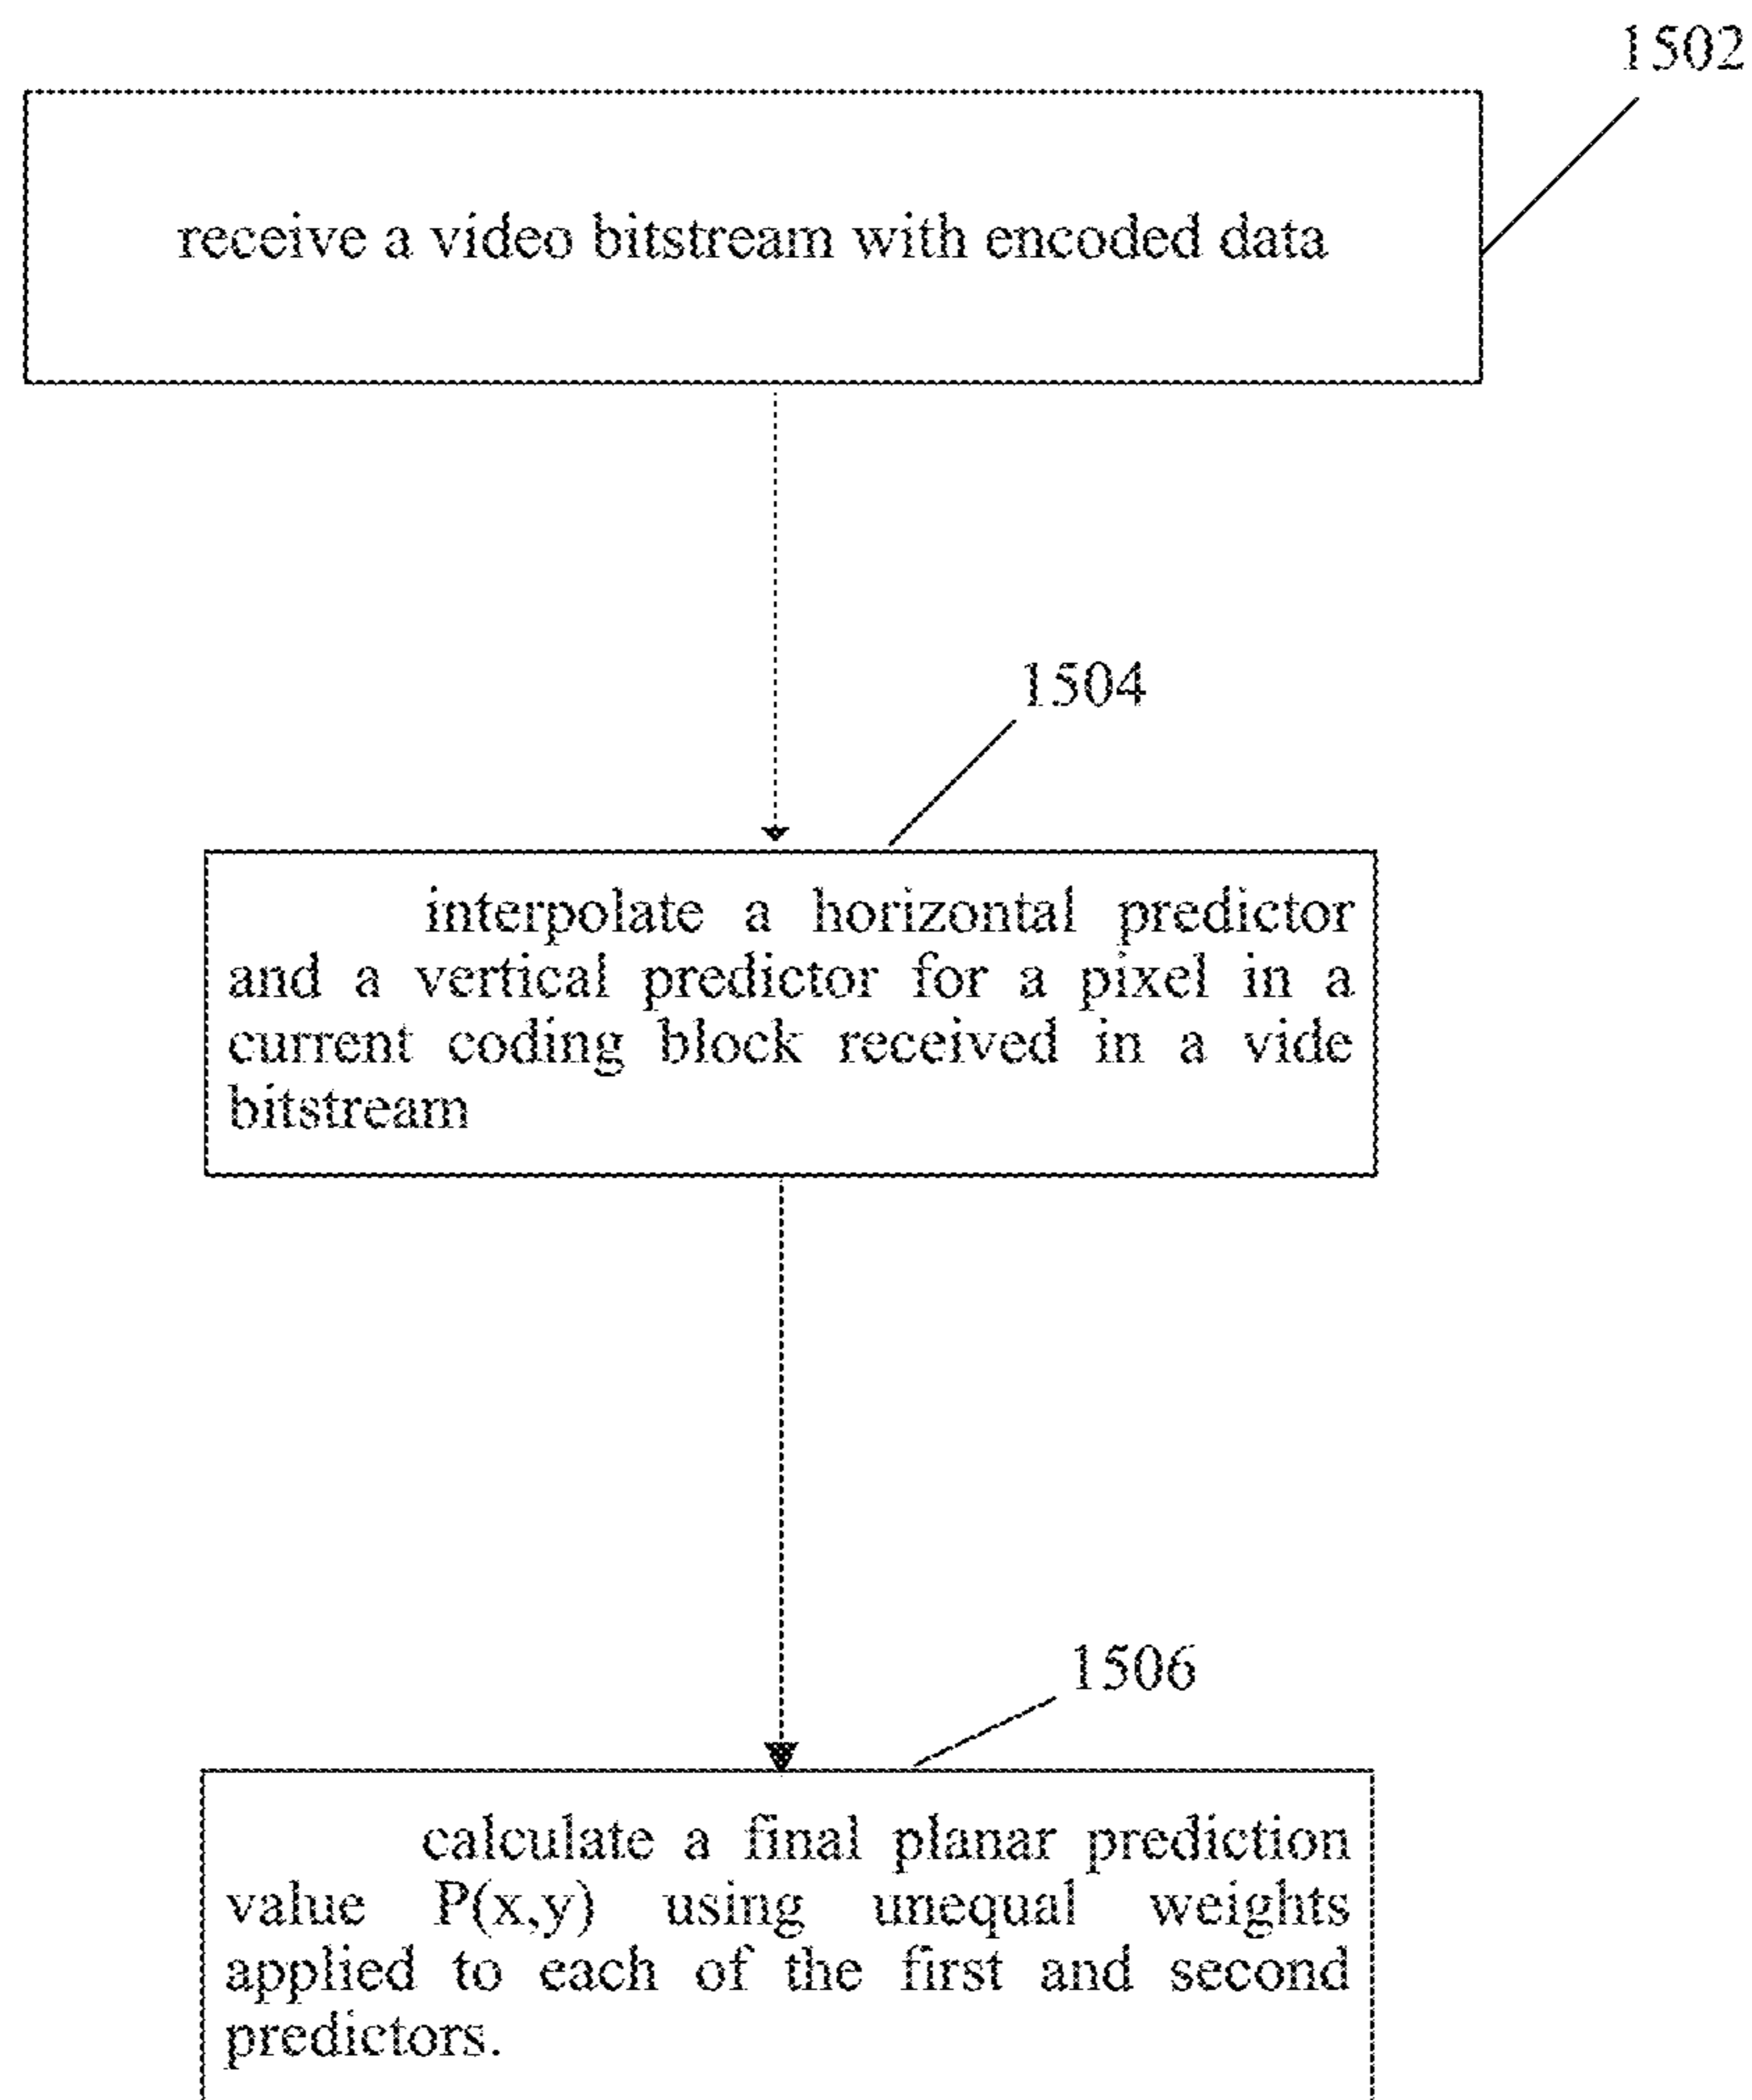 1502
receive a video bitstream with encoded data
1504
interpolate a horizontal predictor
and a vertical predictor for a pixel in a
current coding block received in a vide
bitstream
1506
calculate a final planar prediction
value P(x,y) using unequal weights
applied to each of the first and second
predictors.